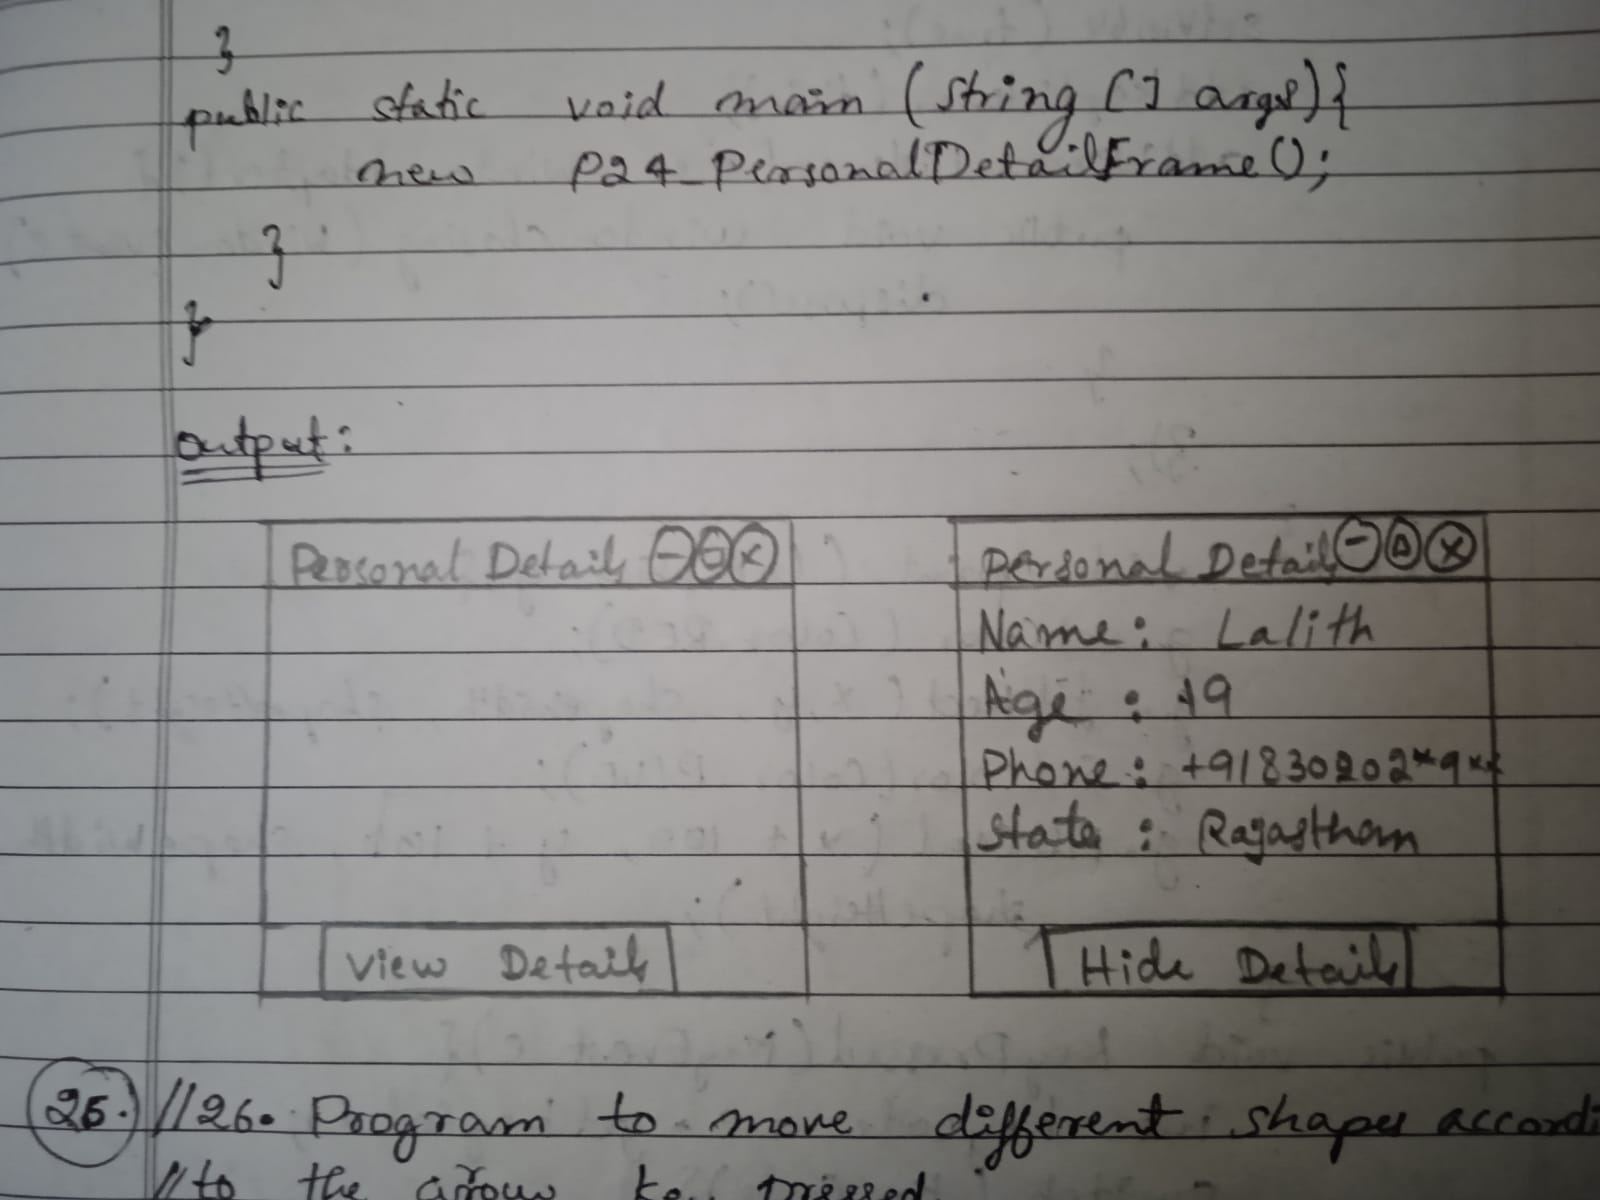 }
public static void main (String [] args) {
new P24_PersonalDetailFrame();
}
}
Output:
Personal Details
View Details
Personal Details
Name: Lalith
Age : 19
Phone: +91830202*9**
State : Rajasthan
Hide Details
25. //26. Program to move different shapes accordi
//to the arrow key pressed.